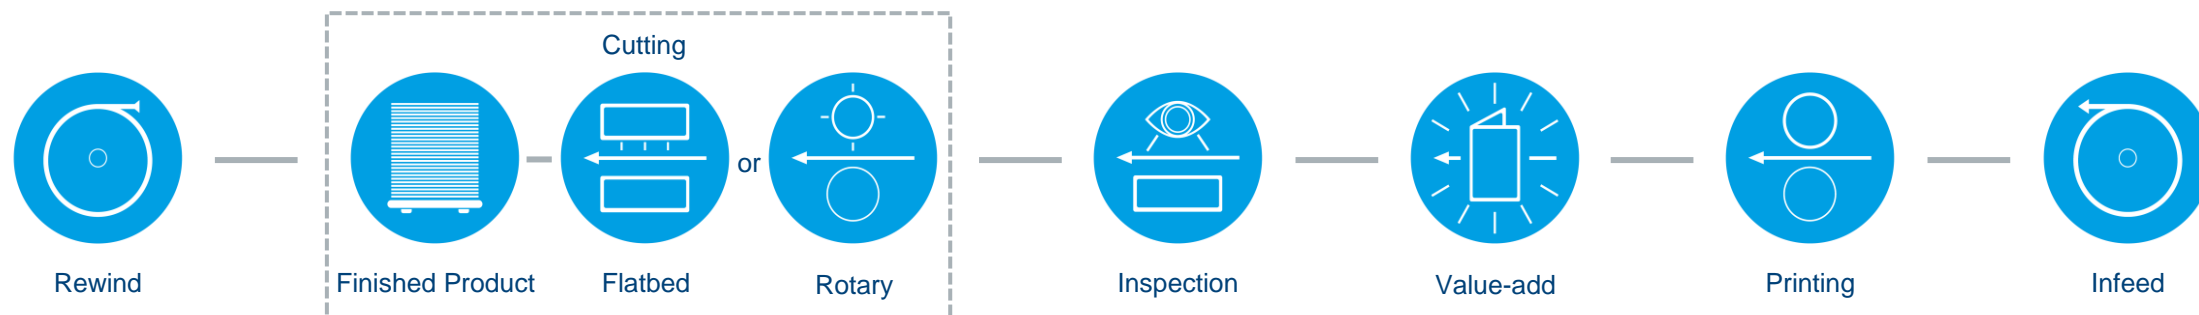 Cutting
or
Rewind
Finished Product
Flatbed
Rotary
Inspection
Value-add
Printing
Infeed